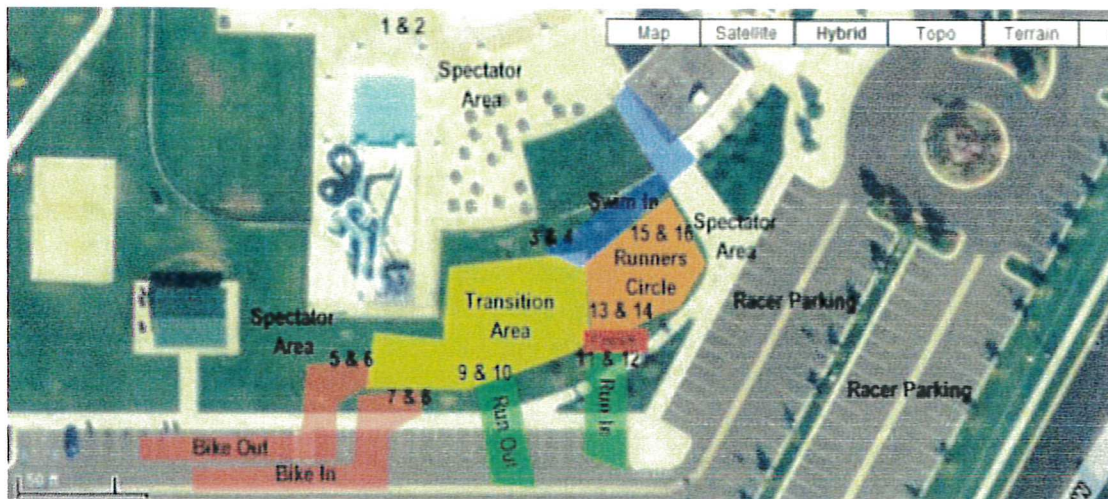 1 & 2
Map Satellite Hybrid Topo Terrain
Spectator
Area
Swim In
3 & 4
15 & 16
Spectator
Area
Runners
Circle
Transition
Area
13 & 14
Racer Parking
Spectator
Area
5 & 6
9 & 10
11 & 12
7 & 8
Racer Parking
Run Out
Run In
Bike Out
Bike In
50 ft